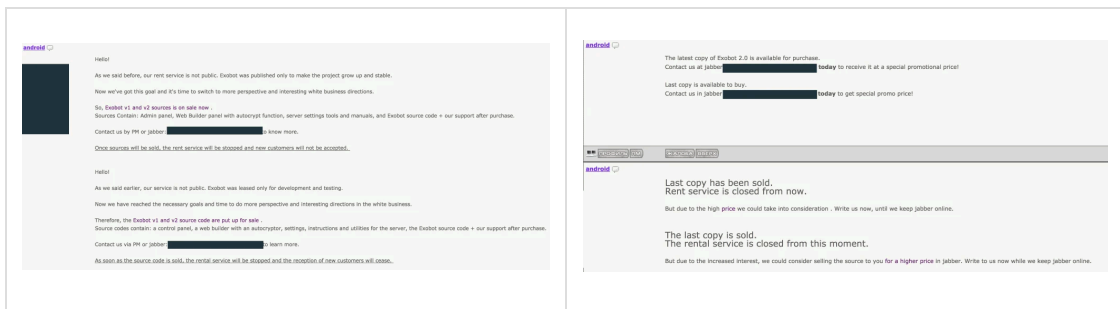 android
Hello!
As we said before, our rent service is not public. Exobot was published only to make the project grow up and stable.
Now we've got this goal and it's time to switch to more perspective and interesting white business directions.
So, Exobot v1 and v2 sources is on sale now .
Sources Contain: Admin panel, Web Builder panel with autocrypt function, server settings tools and manuals, and Exobot source code + our support after purchase.
Contact us by PM or jabber: o know more.
Once sources will be sold, the rent service will be stopped and new customers will not be accepted.
Hello!
As we said earlier, our service is not public. Exobot was leased only for development and testing.
Now we have reached the necessary goals and time to do more perspective and interesting directions in the white business.
Therefore, the Exobot v1 and v2 source code are put up for sale .
Source codes contain: a control panel, a web builder with an autocryptor, settings, instructions and utilities for the server, the Exobot source code + our support after purchase.
Contact us via PM or jabber: to learn more.
As soon as the source code is sold, the rental service will be stopped and the reception of new customers will cease.
android
The latest copy of Exobot 2.0 is available for purchase.
Contact us at jabber today to receive it at a special promotional price!
Last copy is available to buy.
Contact us in jabber today to get special promo price!
android
Last copy has been sold.
Rent service is closed from now.
But due to the high price we could take into consideration . Write us now, until we keep jabber online.
The last copy is sold.
The rental service is closed from this moment.
But due to the increased interest, we could consider selling the source to you for a higher price in jabber. Write to us now while we keep jabber online.